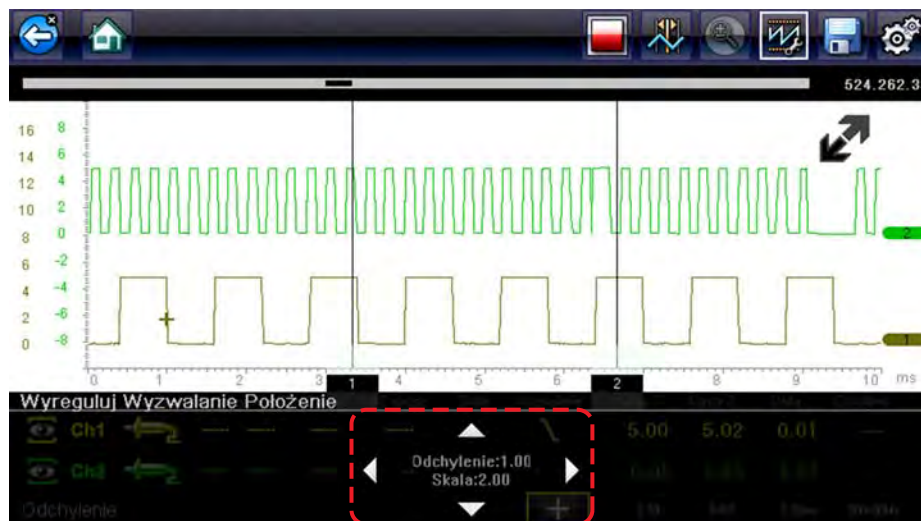 524.262.3
16 8
14 6
12 4
10 2
8 0
6 -2
4 -4
2 -6
0 -8
2
1
0 1 2 3 1 4 5 6 2 8 9 10 ms
Wyreguluj Wyzwalanie Położenie
Ch1 5.00 5.02 0.01
Odchylenie:1.00
Skala:2.00
Ch2
Odchylenie